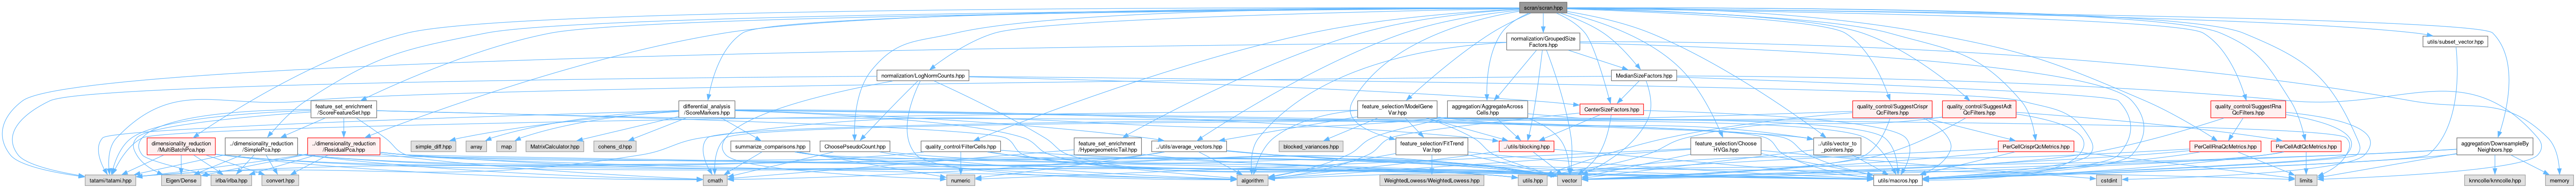 scran/scran.hpp
normalization/GroupedSize
Factors.hpp
utils/subset_vector.hpp
normalization/LogNormCounts.hpp
MedianSizeFactors.hpp
feature_set_enrichment
/ScoreFeatureSet.hpp
differential_analysis
/ScoreMarkers.hpp
feature_selection/ModelGene
Var.hpp
aggregation/AggregateAcross
Cells.hpp
CenterSizeFactors.hpp
quality_control/SuggestCrispr
QcFilters.hpp
quality_control/SuggestAdt
QcFilters.hpp
quality_control/SuggestRna
QcFilters.hpp
dimensionality_reduction
/MultiBatchPca.hpp
../dimensionality_reduction
/SimplePca.hpp
../dimensionality_reduction
/ResidualPca.hpp
simple_diff.hpp
array
map
MatrixCalculator.hpp
cohens_d.hpp
summarize_comparisons.hpp
ChoosePseudoCount.hpp
quality_control/FilterCells.hpp
feature_set_enrichment
/HypergeometricTail.hpp
../utils/average_vectors.hpp
blocked_variances.hpp
feature_selection/FitTrend
Var.hpp
../utils/blocking.hpp
feature_selection/Choose
HVGs.hpp
../utils/vector_to
_pointers.hpp
PerCellCrisprQcMetrics.hpp
PerCellRnaQcMetrics.hpp
PerCellAdtQcMetrics.hpp
aggregation/DownsampleBy
Neighbors.hpp
tatami/tatami.hpp
Eigen/Dense
irlba/irlba.hpp
convert.hpp
cmath
numeric
algorithm
WeightedLowess/WeightedLowess.hpp
utils.hpp
vector
utils/macros.hpp
cstdint
limits
knncolle/knncolle.hpp
memory